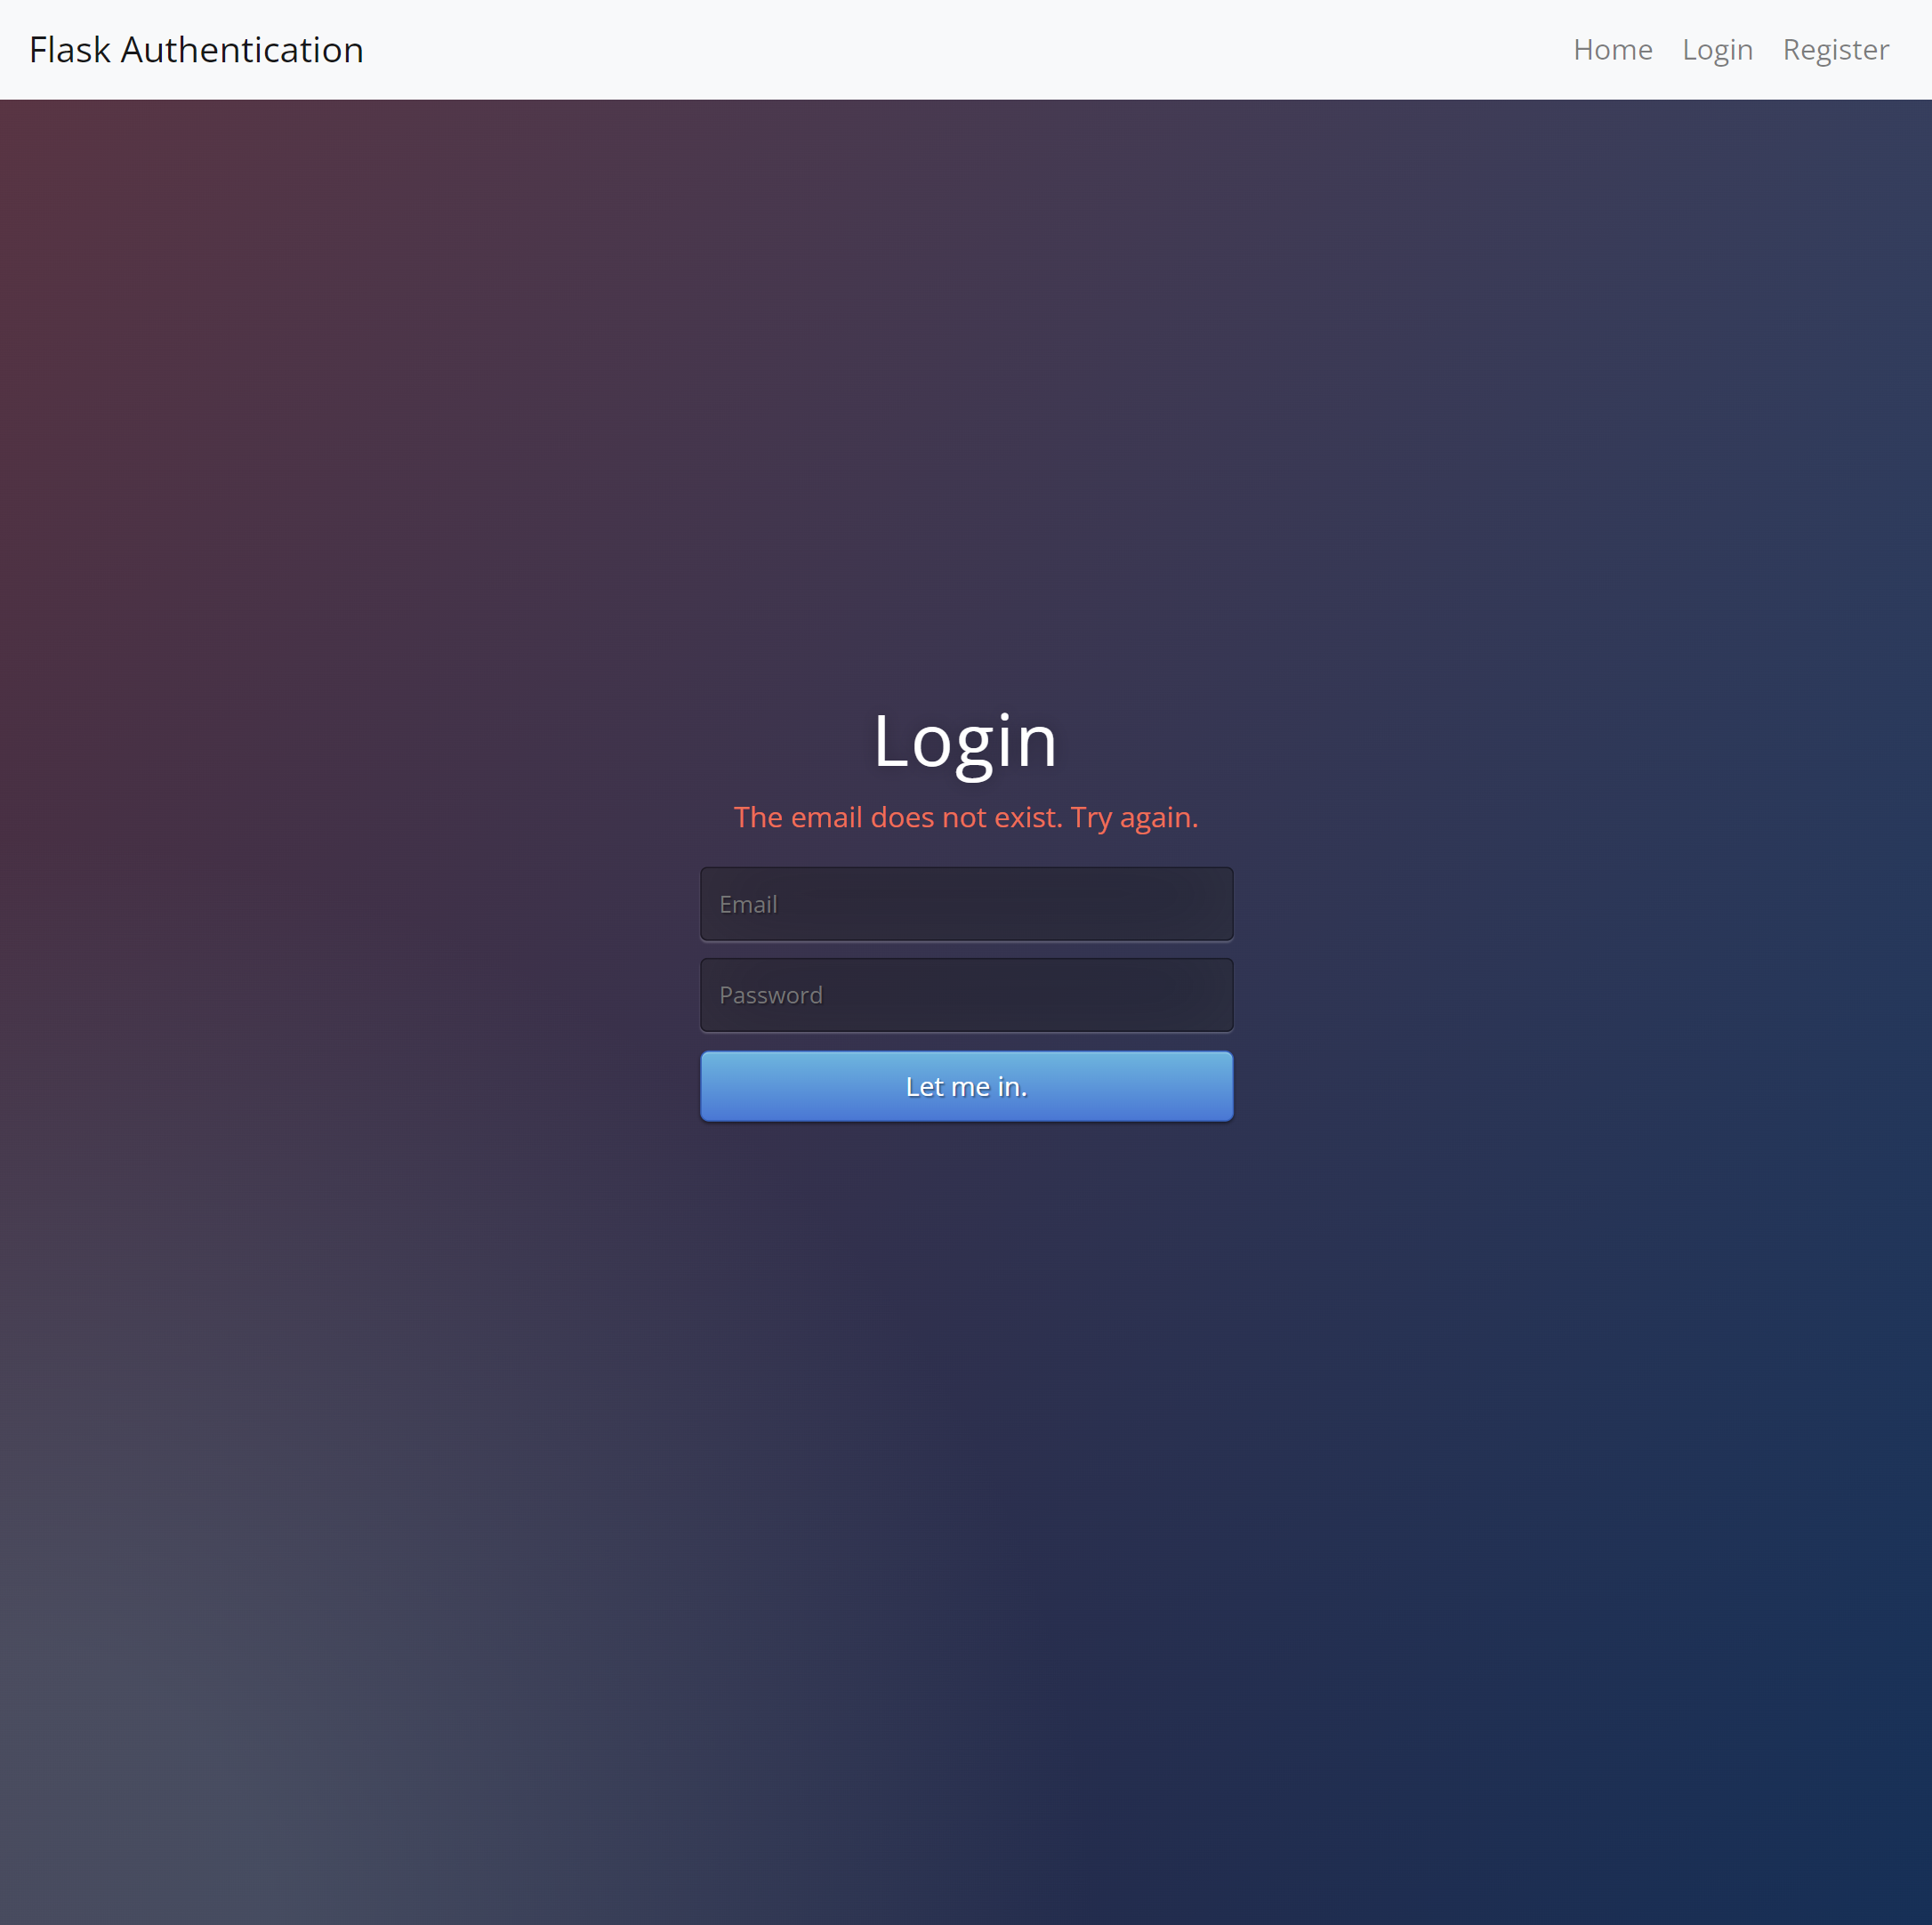 Flask Authentication
Home Login Register
Login
The email does not exist. Try again.
Email
Password
Let me in.